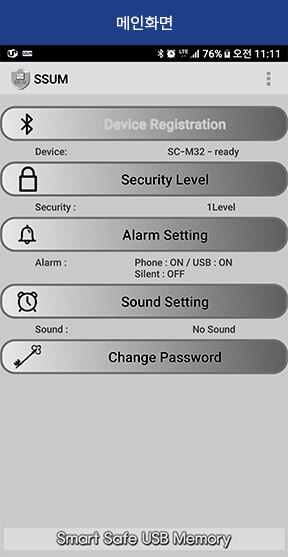 메인화면
LTE 76% 오전 11:11
SSUM
Device Registration
Device: SC-M32 - ready
Security Level
Security : 1Level
Alarm Setting
Alarm : Phone : ON / USB : ON
Silent : OFF
Sound Setting
Sound : No Sound
Change Password
Smart Safe USB Memory